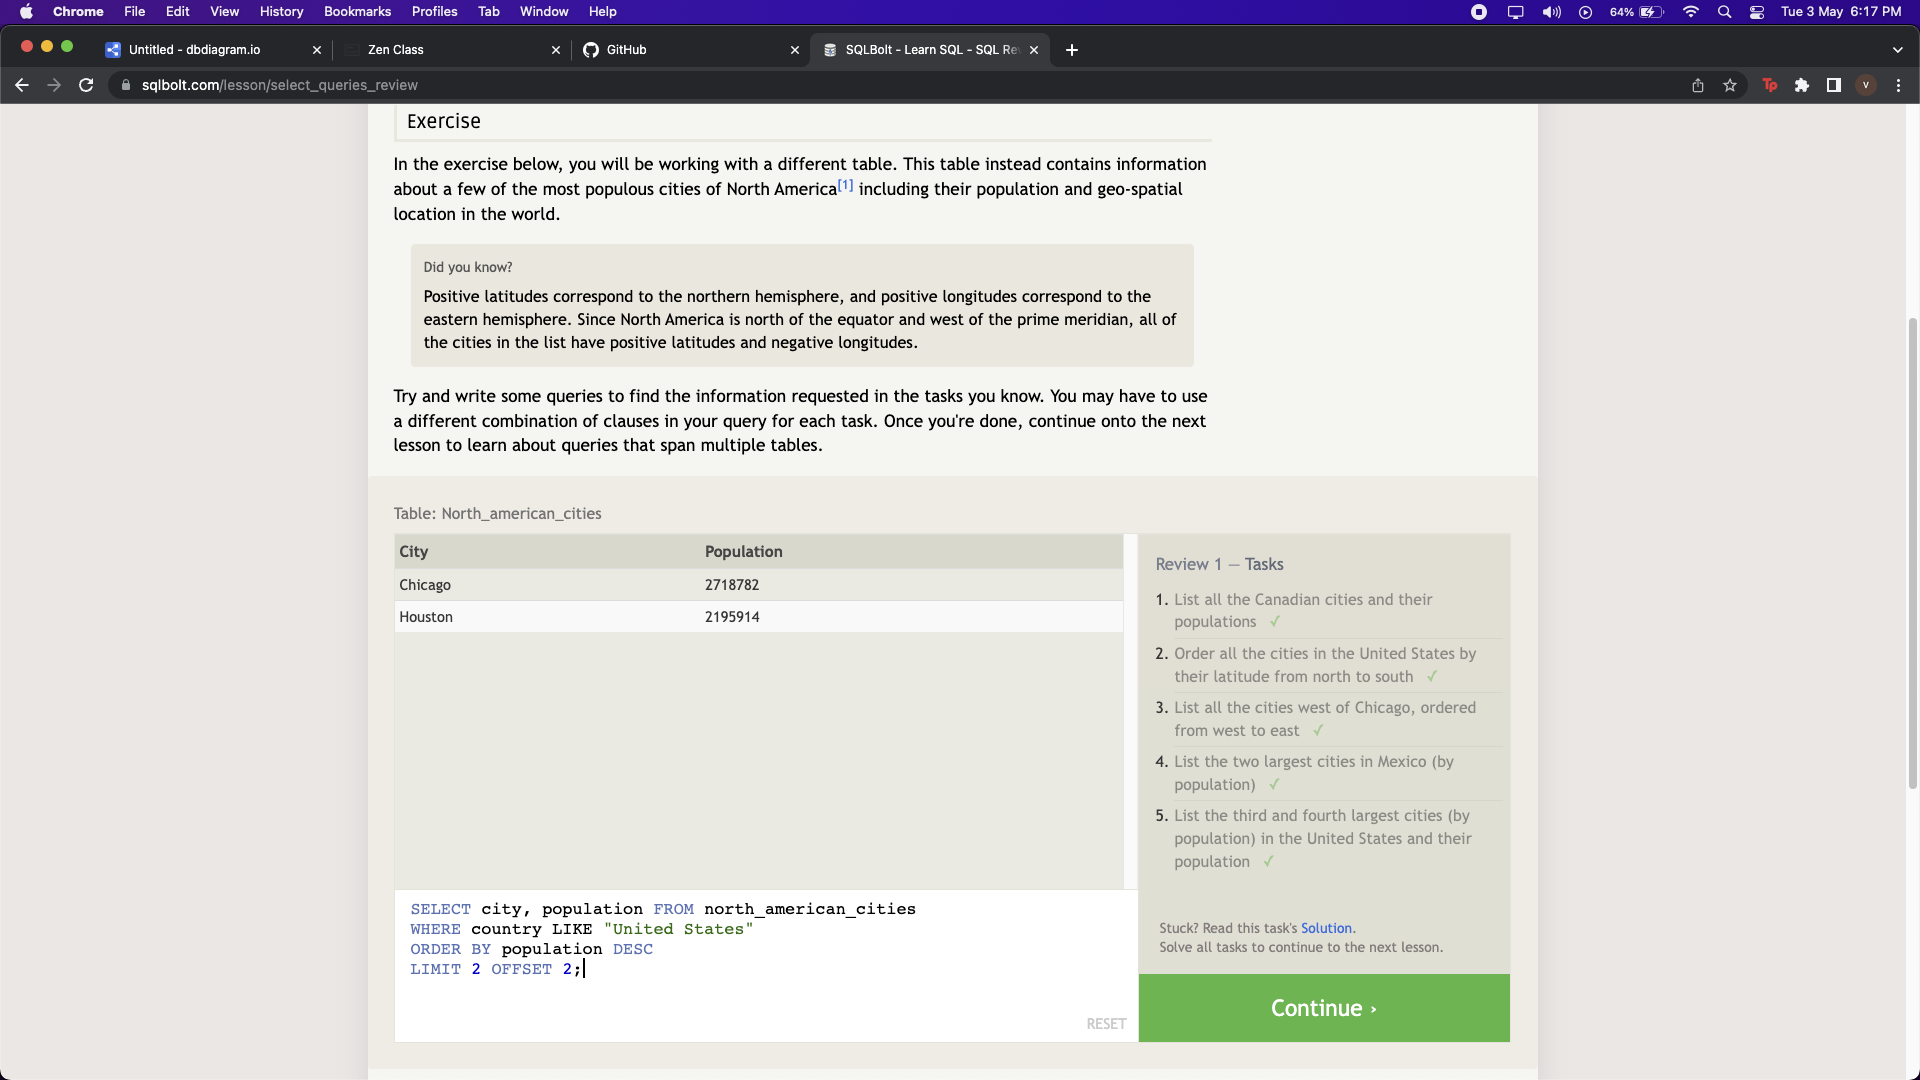 Chrome File Edit View History Bookmarks Profiles Tab Window Help 64% Tue 3 May 6:17 PM
Untitled - dbdiagram.io Zen Class GitHub SQLBolt - Learn SQL - SQL Re
sqlbolt.com/lesson/select_queries_review Tp V
Exercise
In the exercise below, you will be working with a different table. This table instead contains information
about a few of the most populous cities of North America[1] including their population and geo-spatial
location in the world.
Did you know?
Positive latitudes correspond to the northern hemisphere, and positive longitudes correspond to the
eastern hemisphere. Since North America is north of the equator and west of the prime meridian, all of
the cities in the list have positive latitudes and negative longitudes.
Try and write some queries to find the information requested in the tasks you know. You may have to use
a different combination of clauses in your query for each task. Once you're done, continue onto the next
lesson to learn about queries that span multiple tables.
Table: North_american_cities
City Population
Chicago 2718782
Houston 2195914
SELECT city, population FROM north_american_cities
WHERE country LIKE "United States"
ORDER BY population DESC
LIMIT 2 OFFSET 2;
RESET
Review 1 — Tasks
1. List all the Canadian cities and their
populations ✓
2. Order all the cities in the United States by
their latitude from north to south ✓
3. List all the cities west of Chicago, ordered
from west to east ✓
4. List the two largest cities in Mexico (by
population) ✓
5. List the third and fourth largest cities (by
population) in the United States and their
population ✓
Stuck? Read this task's Solution.
Solve all tasks to continue to the next lesson.
Continue ›